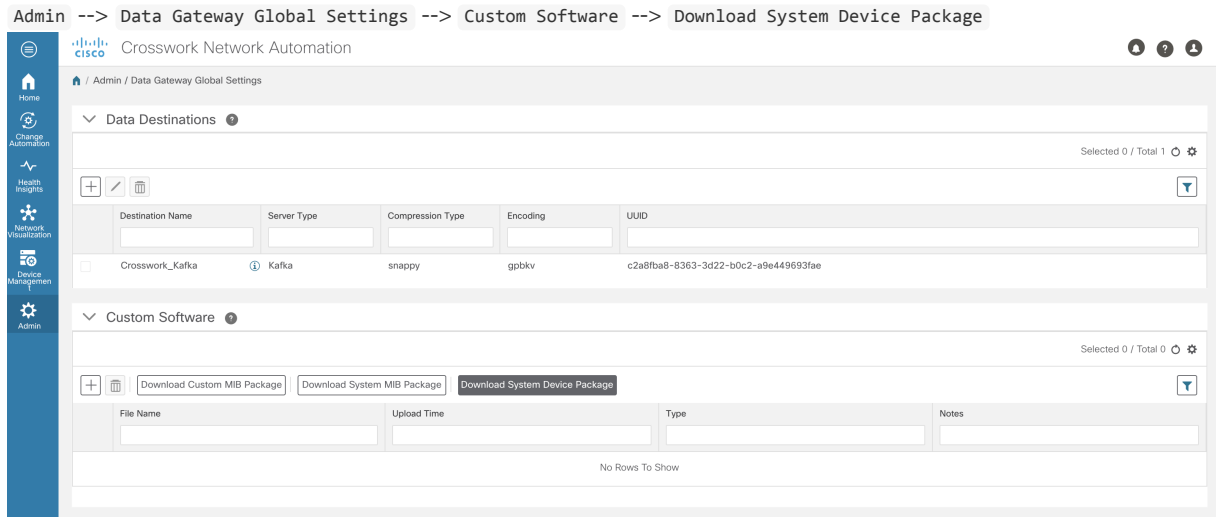 Admin --> Data Gateway Global Settings --> Custom Software --> Download System Device Package
cisco Crosswork Network Automation
Home
Change
Automation
Health
Insights
Network
Visualization
Device
Managemen
t
Admin
/ Admin / Data Gateway Global Settings
Data Destinations ?
Selected 0 / Total 1
Destination Name Server Type Compression Type Encoding UUID
Crosswork_Kafka i Kafka snappy gpbkv c2a8fba8-8363-3d22-b0c2-a9e449693fae
Custom Software ?
Selected 0 / Total 0
Download Custom MIB Package Download System MIB Package Download System Device Package
File Name Upload Time Type Notes
No Rows To Show